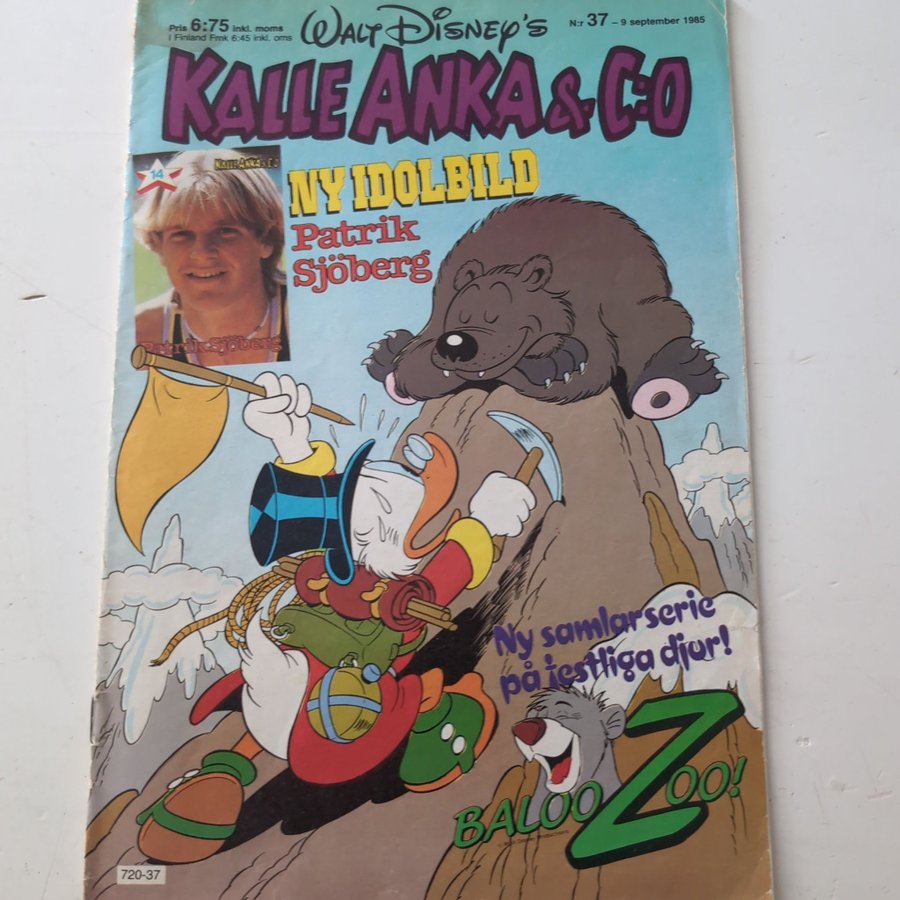 Pris 6:75 inkl. moms
I Finland Fmk 6:45 inkl. oms
WALT DISNEY'S
N:r 37 – 9 september 1985
KALLE ANKA & C:O
14
KALLE ANKA & C:O
NY IDOLBILD
Patrik
Sjöberg
Patrik Sjöberg
Ny samlarserie
på festliga djur!
BALOO ZOO!
720-37